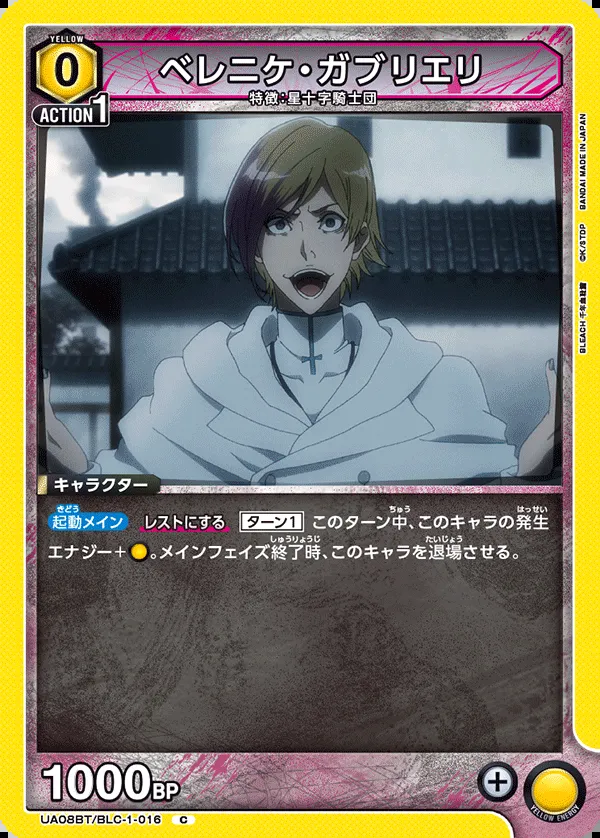 YELLOW
0
ACTION 1
ベレニケ・ガブリエリ
特徴:星十字騎士団
BANDAI MADE IN JAPAN
©K/STDP
BLEACH 千年血戦篇
キャラクター
起動メイン レストにする ターン1 このターン中、このキャラの発生
エナジー+。メインフェイズ終了時、このキャラを退場させる。
1000BP
+
YELLOW ENERGY
UA08BT/BLC-1-016 C